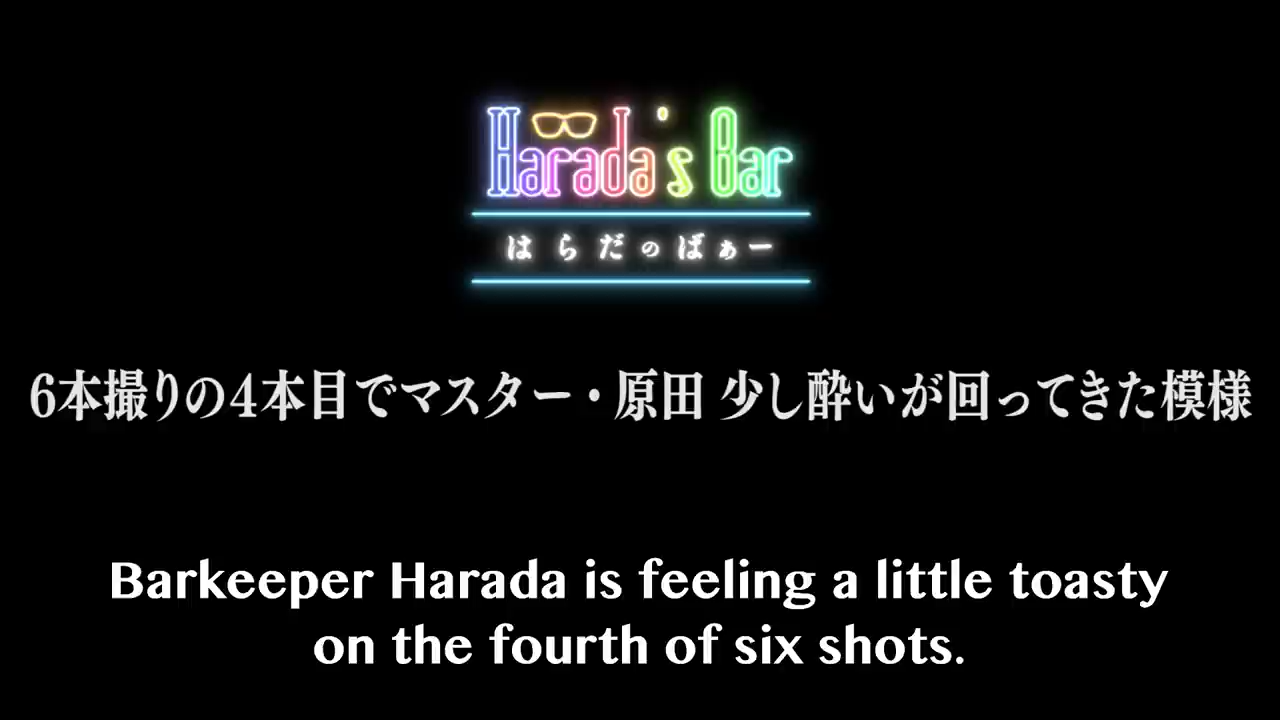 Harada's Bar
はらだのばぁー
6本撮りの4本目でマスター・原田 少し酔いが回ってきた模様
Barkeeper Harada is feeling a little toasty
on the fourth of six shots.